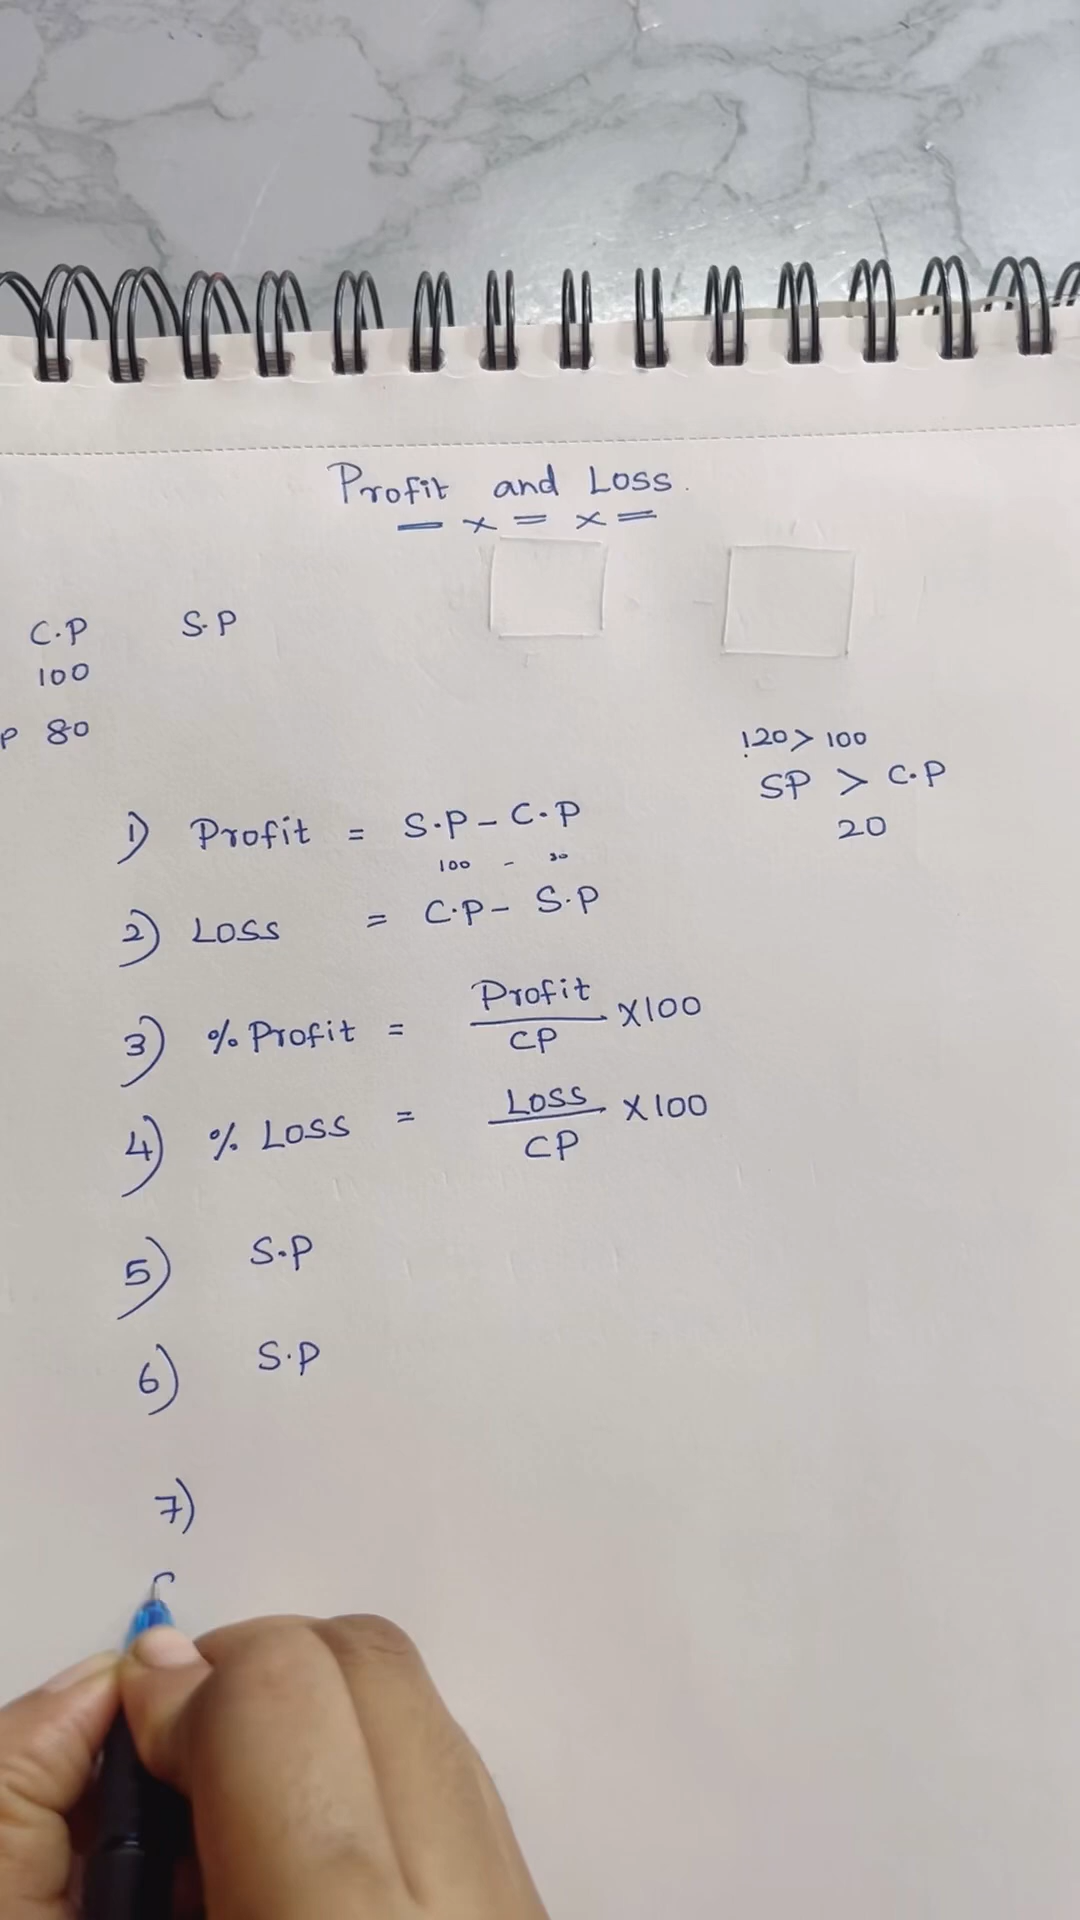 Profit and Loss.
C.P S.P
100
P 80
120 > 100
SP > C.P
20
1) Profit = S.P - C.P
100 - 30
2) Loss = C.P - S.P
3) % Profit = Profit/CP X100
4) % Loss = Loss/CP X100
5) S.P
6) S.P
7)